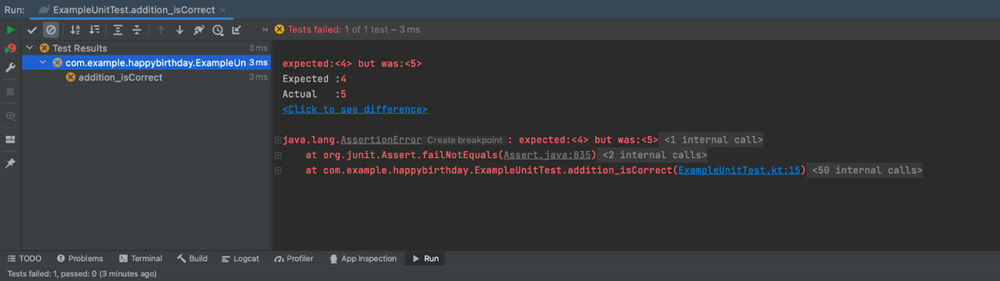 Run: ExampleUnitTest.addition_isCorrect
Tests failed: 1 of 1 test – 3 ms
Test Results 3 ms
com.example.happybirthday.ExampleUn 3 ms
addition_isCorrect 3 ms
expected:<4> but was:<5>
Expected :4
Actual :5
<Click to see difference>
java.lang.AssertionError Create breakpoint : expected:<4> but was:<5> <1 internal call>
at org.junit.Assert.failNotEquals(Assert.java:835) <2 internal calls>
at com.example.happybirthday.ExampleUnitTest.addition_isCorrect(ExampleUnitTest.kt:15) <50 internal calls>
TODO Problems Terminal Build Logcat Profiler App Inspection Run
Tests failed: 1, passed: 0 (3 minutes ago)